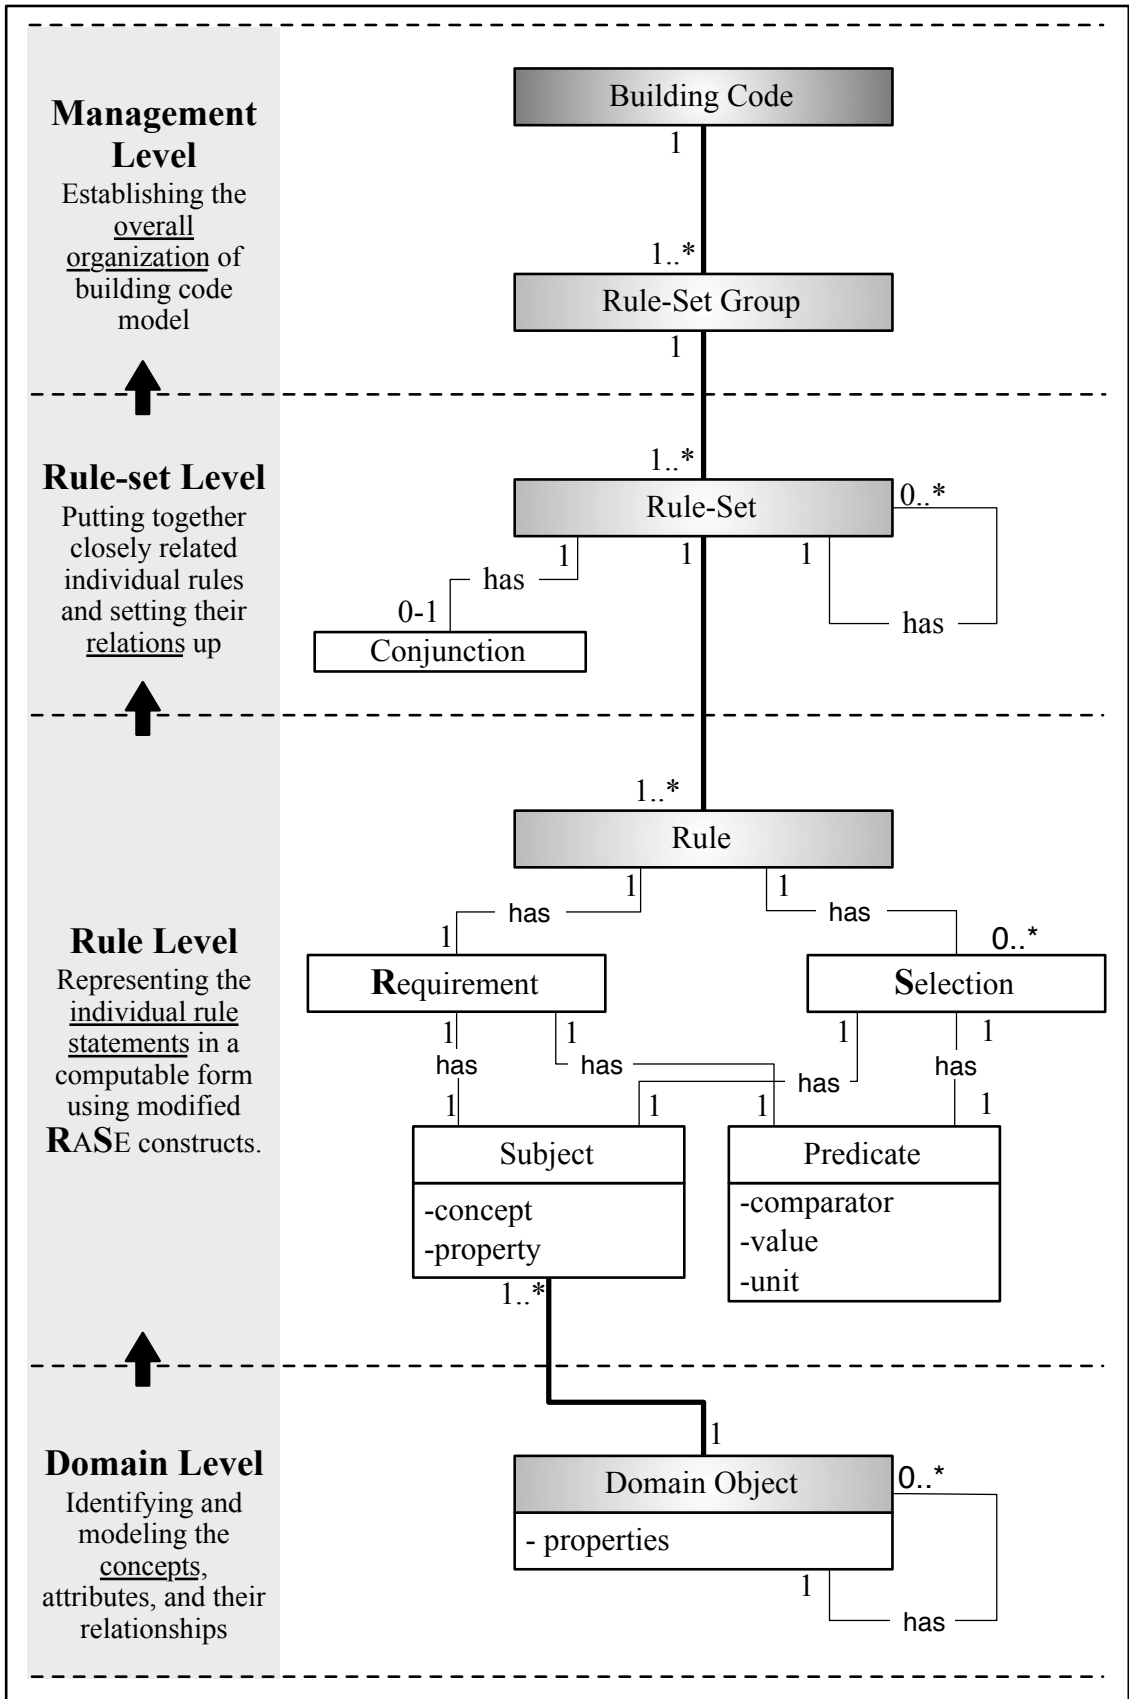 Management
Level
Establishing the
overall
organization of
building code
model
Building Code
1
1..*
Rule-Set Group
1
Rule-set Level
Putting together
closely related
individual rules
and setting their
relations up
1..*
Rule-Set
0..*
1
1
1
has
has
0-1
Conjunction
Rule Level
Representing the
individual rule
statements in a
computable form
using modified
RASE constructs.
1..*
Rule
1
1
has
has
1
0..*
Requirement
Selection
1
1
1
1
has
has
has
has
1
1
1
1
Subject
-concept
-property
Predicate
-comparator
-value
-unit
1..*
Domain Level
Identifying and
modeling the
concepts,
attributes, and their
relationships
1
Domain Object
- properties
0..*
1
has